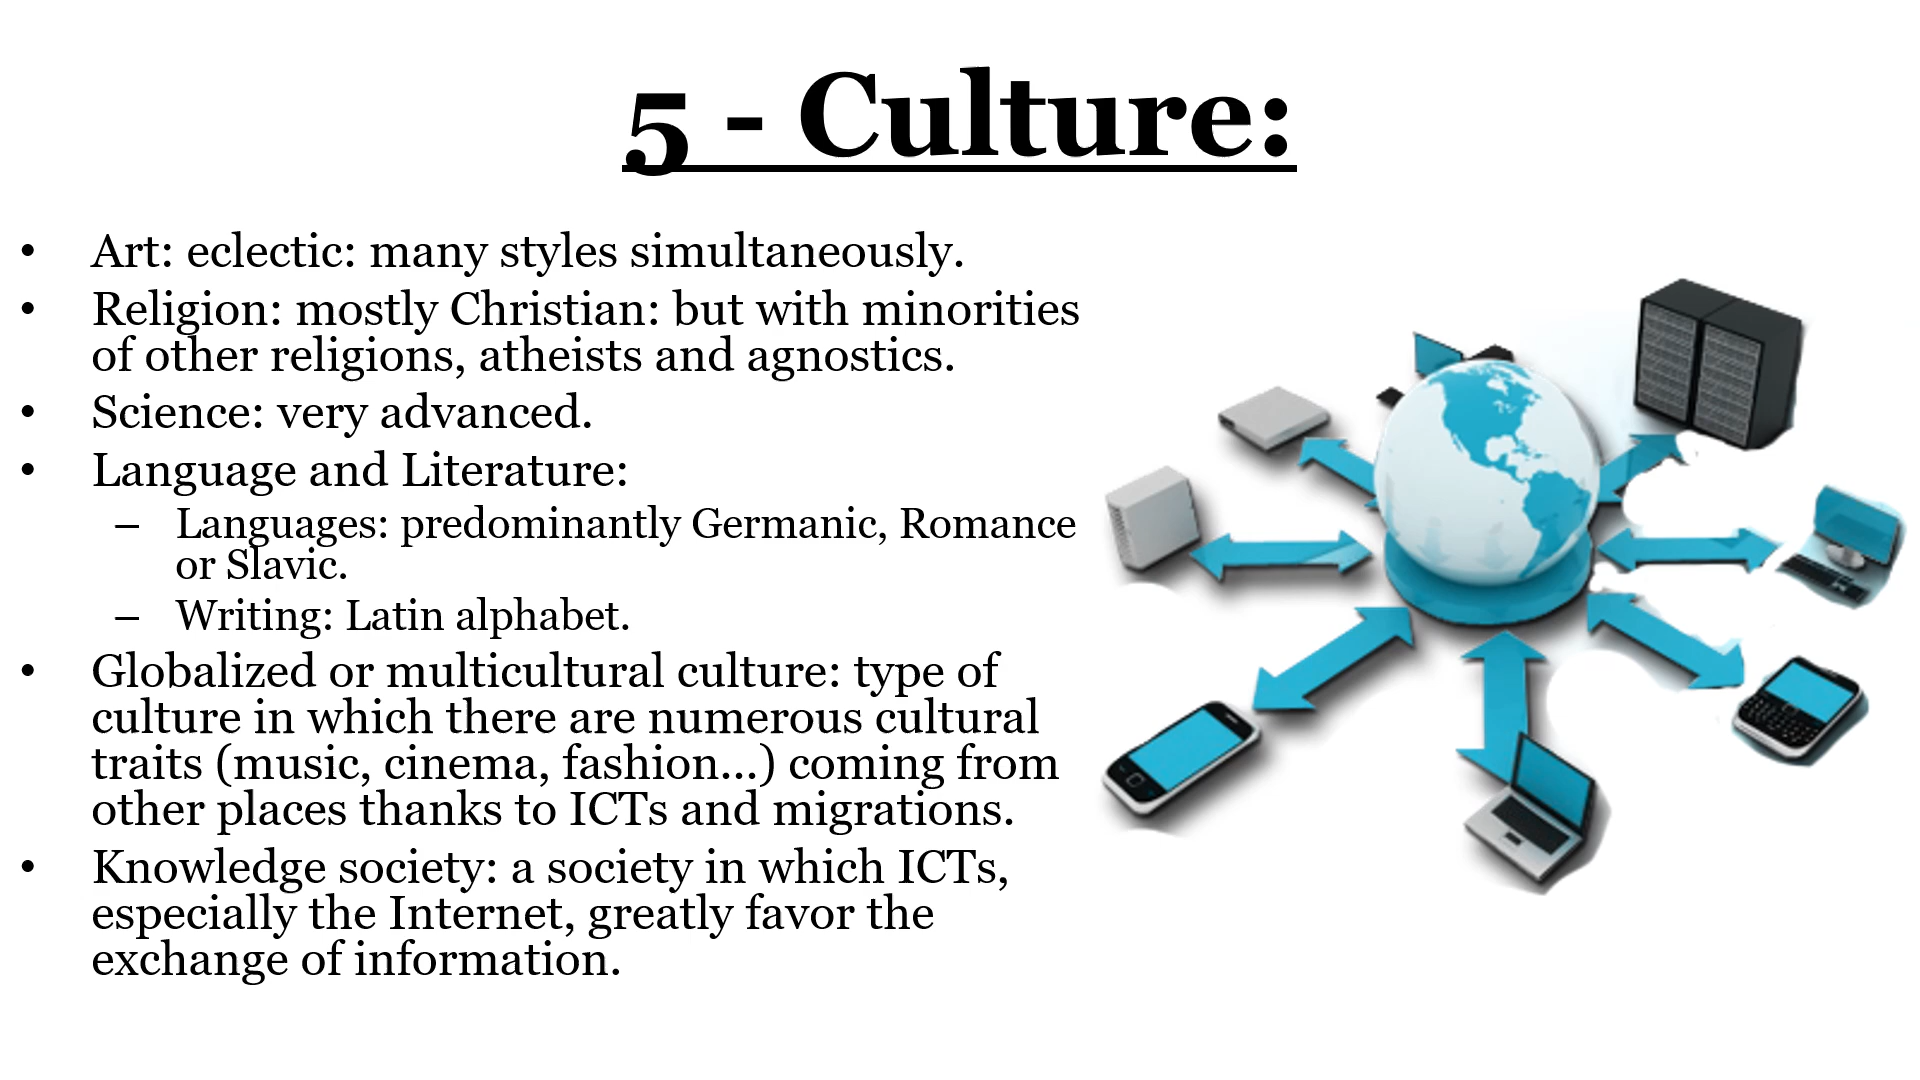 5 - Culture:
• Art: eclectic: many styles simultaneously.
• Religion: mostly Christian: but with minorities
of other religions, atheists and agnostics.
• Science: very advanced.
• Language and Literature:
– Languages: predominantly Germanic, Romance
or Slavic.
– Writing: Latin alphabet.
• Globalized or multicultural culture: type of
culture in which there are numerous cultural
traits (music, cinema, fashion...) coming from
other places thanks to ICTs and migrations.
• Knowledge society: a society in which ICTs,
especially the Internet, greatly favor the
exchange of information.